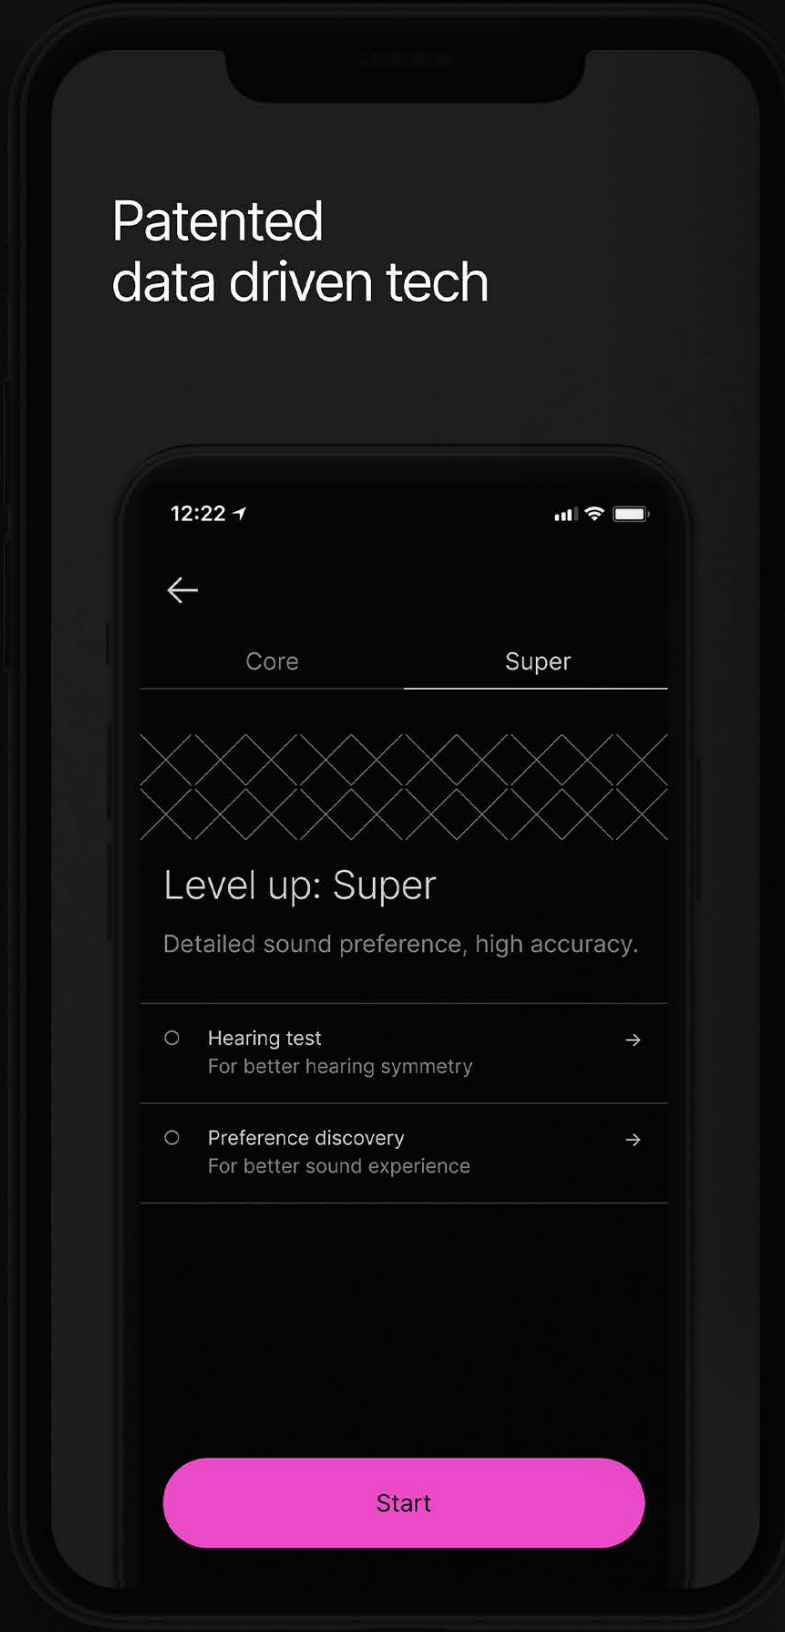 Patented
data driven tech
12:22
Core
Super
Level up: Super
Detailed sound preference, high accuracy.
Hearing test
For better hearing symmetry
Preference discovery
For better sound experience
Start